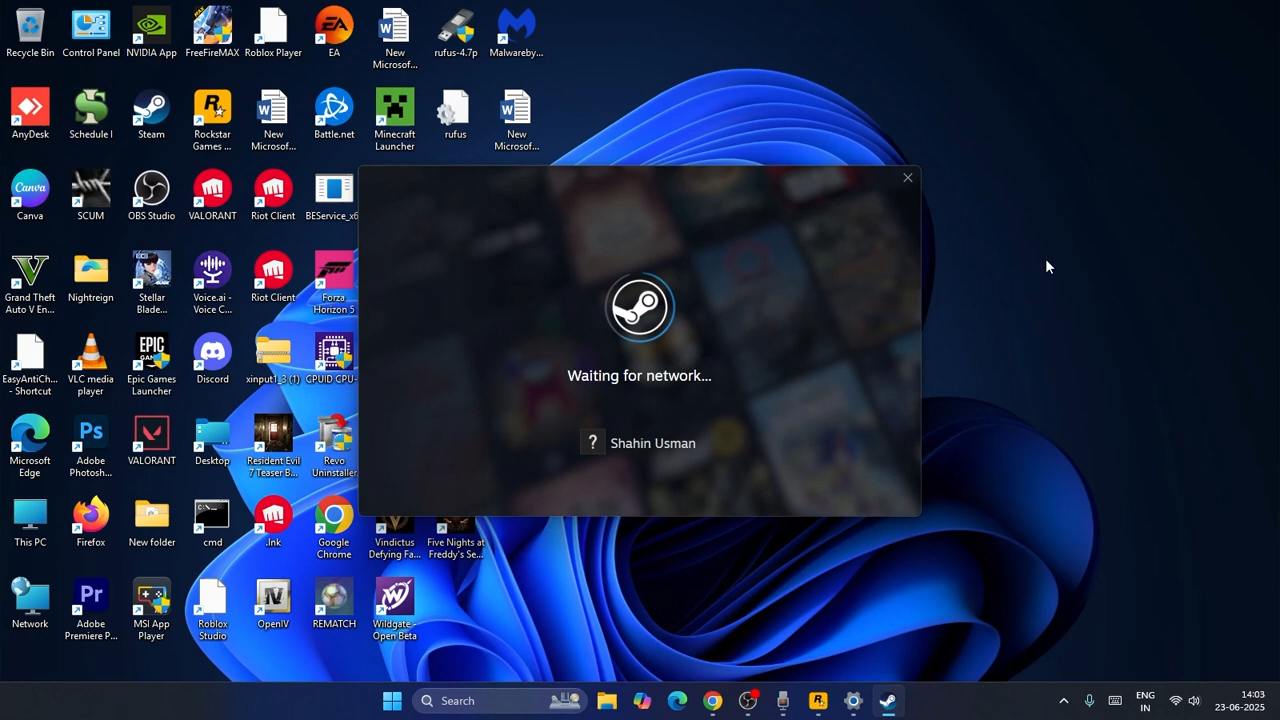 Recycle Bin
Control Panel
NVIDIA App
FreeFireMAX
Roblox Player
EA
New
Microsof...
rufus-4.7p
Malwareby...
AnyDesk
Schedule I
Steam
Rockstar
Games ...
New
Microsof...
Battle.net
Minecraft
Launcher
rufus
New
Microsof...
Canva
SCUM
OBS Studio
VALORANT
Riot Client
BEService_x6
Grand Theft
Auto V En...
Nightreign
Stellar
Blade...
Voice.ai -
Voice C...
Riot Client
Forza
Horizon 5
EasyAntiCh...
- Shortcut
VLC media
player
Epic Games
Launcher
Discord
xinput1_3 (1)
CPUID CPU-
Microsoft
Edge
Adobe
Photosh...
VALORANT
Desktop
Resident Evil
7 Teaser B...
Revo
Uninstaller
This PC
Firefox
New folder
cmd
.lnk
Google
Chrome
Vindictus
Defying Fa...
Five Nights at
Freddy's Se...
Network
Adobe
Premiere P...
MSI App
Player
Roblox
Studio
OpenIV
REMATCH
Wildgate -
Open Beta
Waiting for network...
? Shahin Usman
Search
ENG
IN
14:03
23-06-2025